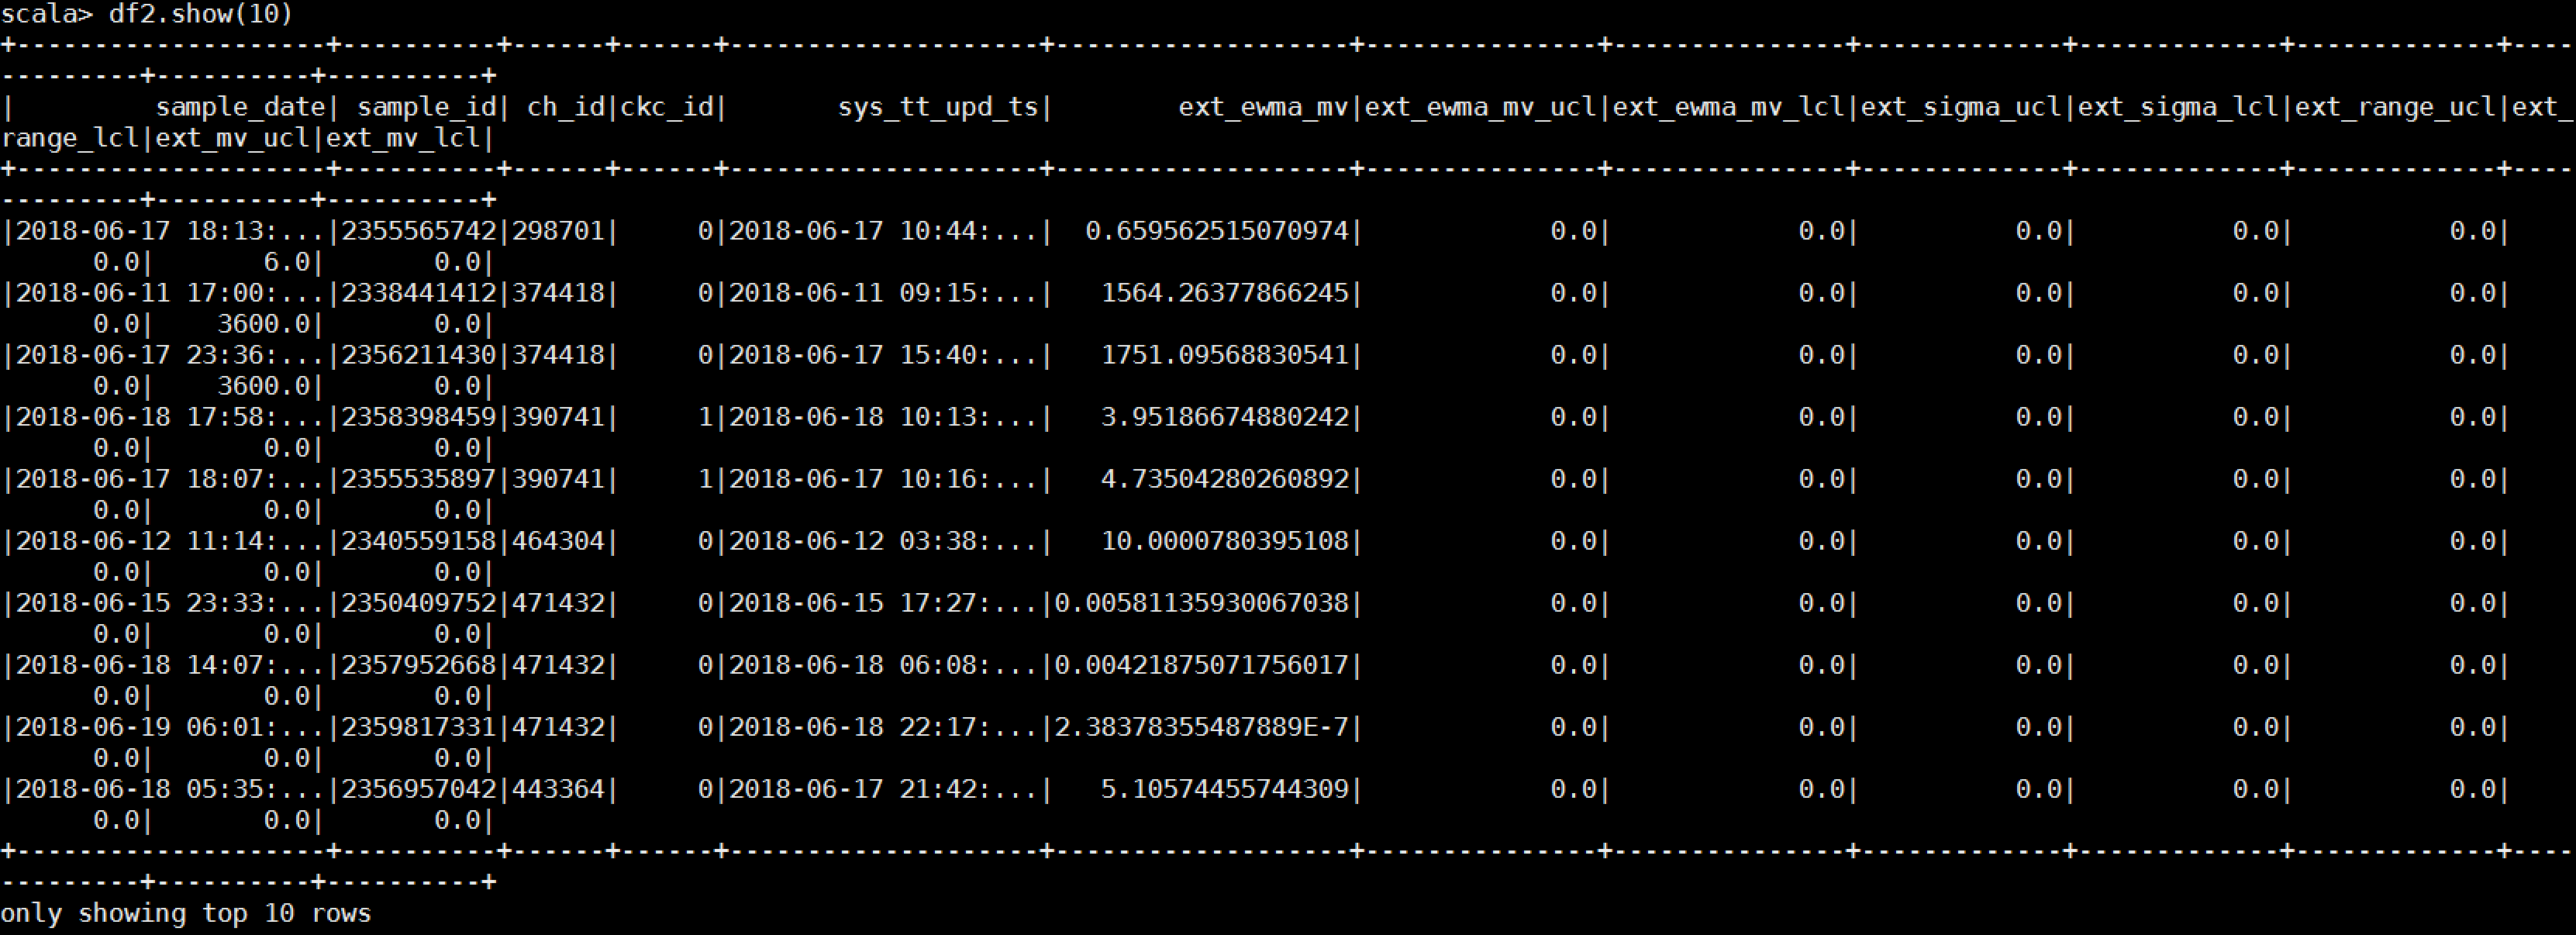 scala> df2.show(10)
+--------------------+----------+------+------+--------------------+-------------------+---------------+---------------+-------------+-------------+-------------+----
---------+----------+----------+
|         sample_date| sample_id| ch_id|ckc_id|       sys_tt_upd_ts|        ext_ewma_mv|ext_ewma_mv_ucl|ext_ewma_mv_lcl|ext_sigma_ucl|ext_sigma_lcl|ext_range_ucl|ext_
range_lcl|ext_mv_ucl|ext_mv_lcl|
+--------------------+----------+------+------+--------------------+-------------------+---------------+---------------+-------------+-------------+-------------+----
---------+----------+----------+
|2018-06-17 18:13:...|2355565742|298701|     0|2018-06-17 10:44:...|  0.659562515070974|            0.0|            0.0|          0.0|          0.0|          0.0|
      0.0|       6.0|       0.0|
|2018-06-11 17:00:...|2338441412|374418|     0|2018-06-11 09:15:...|   1564.26377866245|            0.0|            0.0|          0.0|          0.0|          0.0|
      0.0|    3600.0|       0.0|
|2018-06-17 23:36:...|2356211430|374418|     0|2018-06-17 15:40:...|   1751.09568830541|            0.0|            0.0|          0.0|          0.0|          0.0|
      0.0|    3600.0|       0.0|
|2018-06-18 17:58:...|2358398459|390741|     1|2018-06-18 10:13:...|   3.95186674880242|            0.0|            0.0|          0.0|          0.0|          0.0|
      0.0|       0.0|       0.0|
|2018-06-17 18:07:...|2355535897|390741|     1|2018-06-17 10:16:...|   4.73504280260892|            0.0|            0.0|          0.0|          0.0|          0.0|
      0.0|       0.0|       0.0|
|2018-06-12 11:14:...|2340559158|464304|     0|2018-06-12 03:38:...|   10.0000780395108|            0.0|            0.0|          0.0|          0.0|          0.0|
      0.0|       0.0|       0.0|
|2018-06-15 23:33:...|2350409752|471432|     0|2018-06-15 17:27:...|0.00581135930067038|            0.0|            0.0|          0.0|          0.0|          0.0|
      0.0|       0.0|       0.0|
|2018-06-18 14:07:...|2357952668|471432|     0|2018-06-18 06:08:...|0.00421875071756017|            0.0|            0.0|          0.0|          0.0|          0.0|
      0.0|       0.0|       0.0|
|2018-06-19 06:01:...|2359817331|471432|     0|2018-06-18 22:17:...|2.38378355487889E-7|            0.0|            0.0|          0.0|          0.0|          0.0|
      0.0|       0.0|       0.0|
|2018-06-18 05:35:...|2356957042|443364|     0|2018-06-17 21:42:...|   5.10574455744309|            0.0|            0.0|          0.0|          0.0|          0.0|
      0.0|       0.0|       0.0|
+--------------------+----------+------+------+--------------------+-------------------+---------------+---------------+-------------+-------------+-------------+----
---------+----------+----------+
only showing top 10 rows